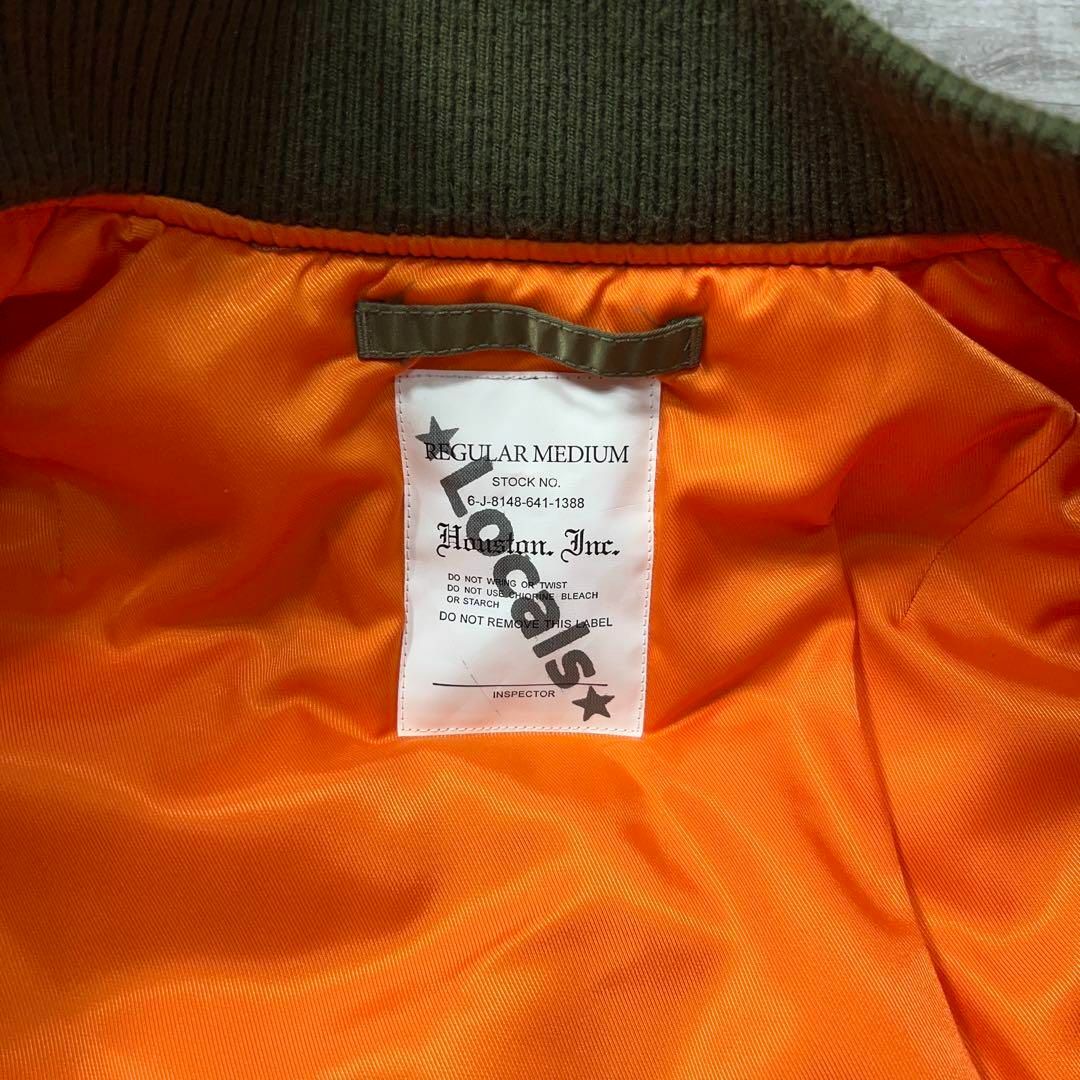 REGULAR MEDIUM
STOCK NO.
6-J-8148-641-1388
Houston. Inc.
DO NOT WRING OR TWIST
DO NOT USE CHIORINE BLEACH
OR STARCH
DO NOT REMOVE THIS LABEL
INSPECTOR
★Locals★